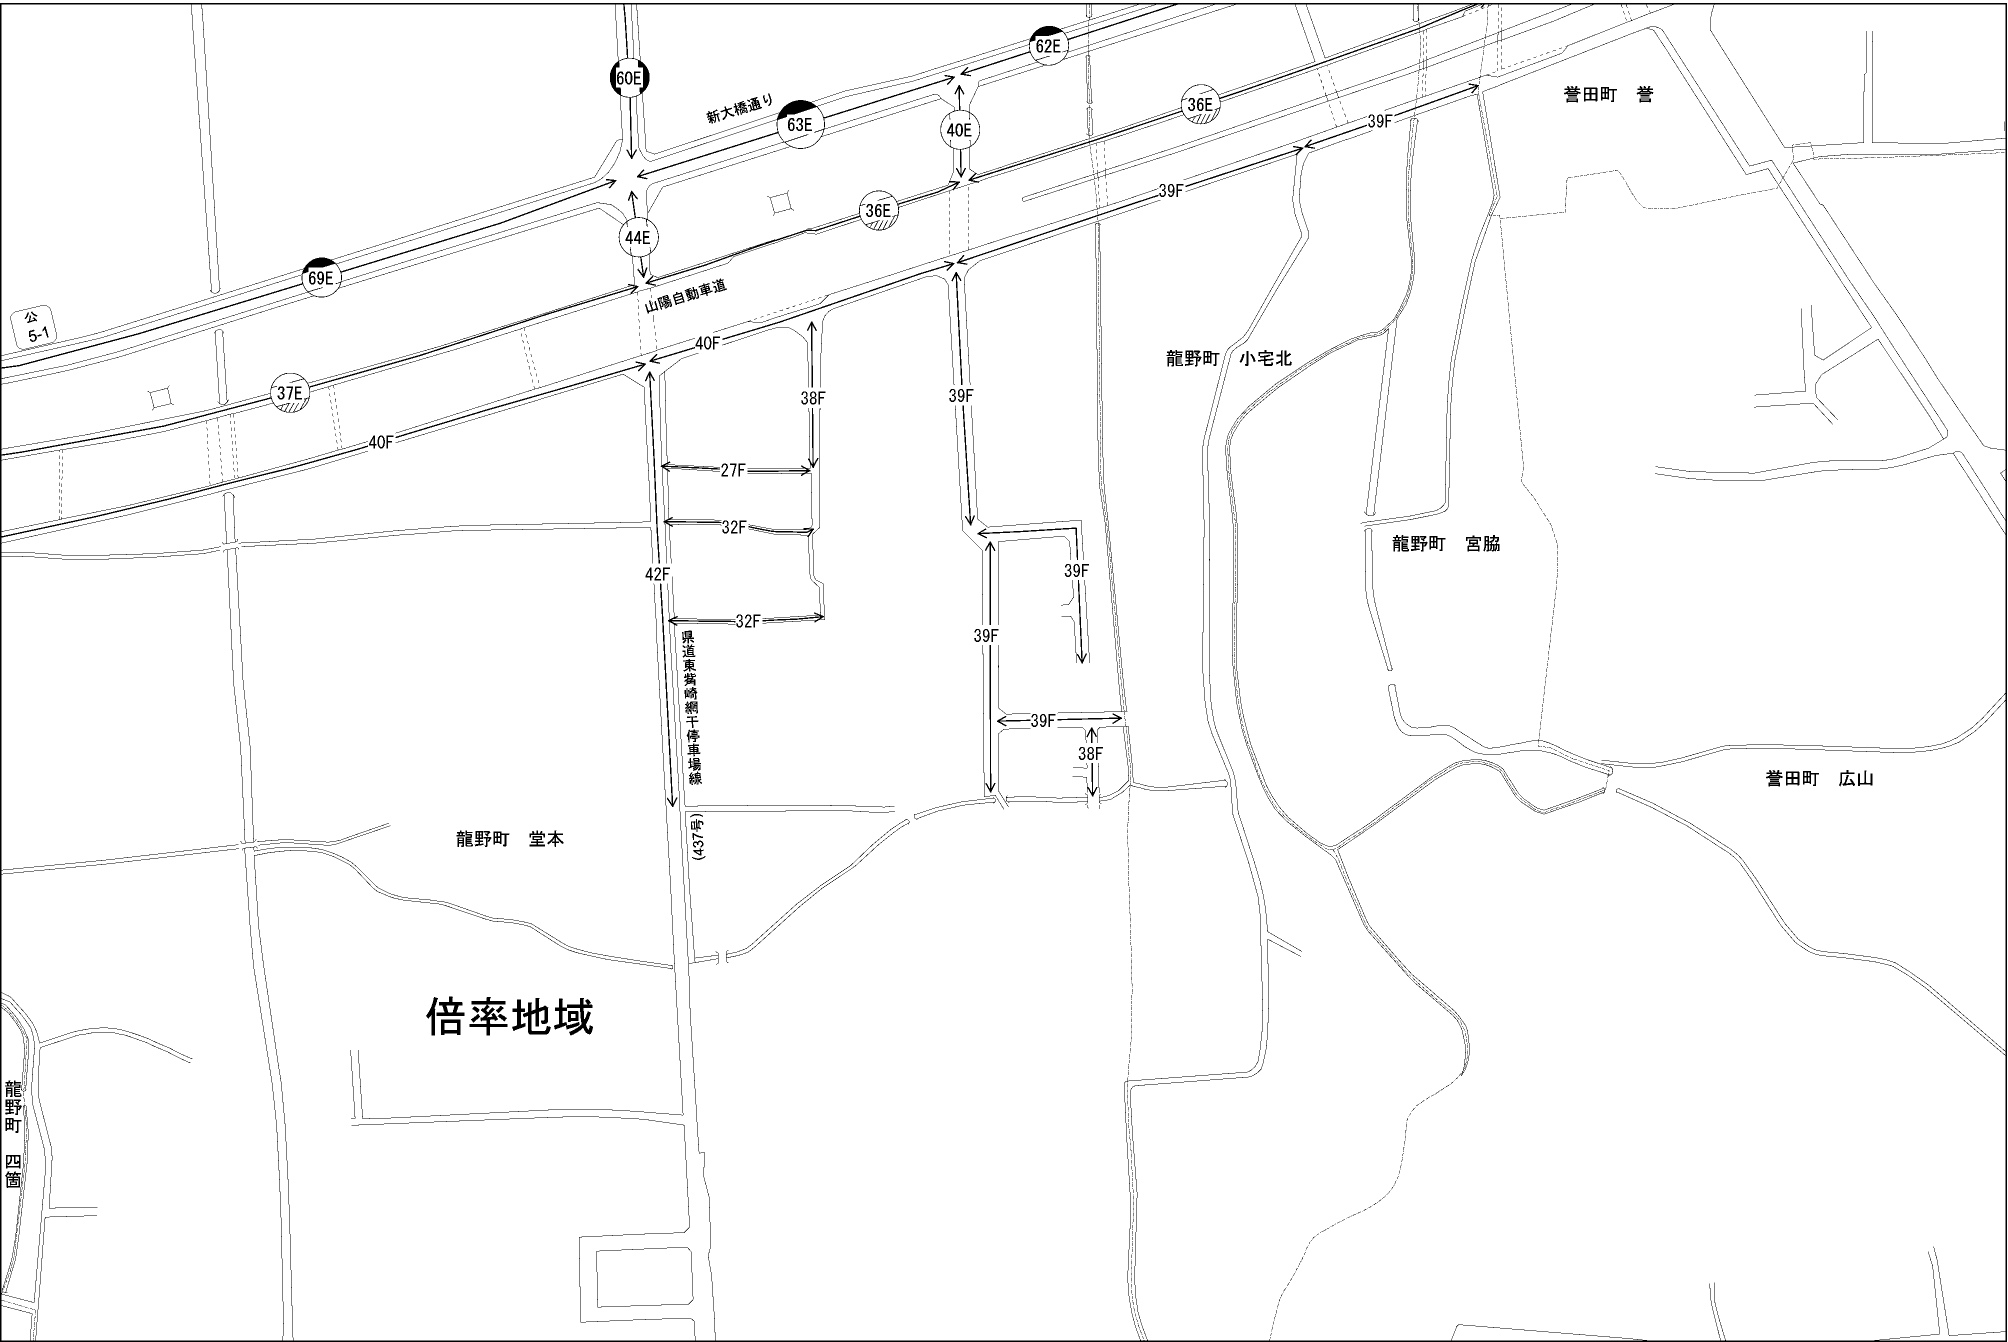 62E
60E
新大橋通り
63E
40E
36E
39F
誉田町　誉
39F
36E
44E
69E
山陽自動車道
公
5-1
40F
37E
40F
38F
39F
龍野町　小宅北
27F
32F
42F
32F
39F
39F
龍野町　宮脇
県道東觜崎網干停車場線
(437号)
39F
38F
誉田町　広山
龍野町　堂本
倍率地域
龍野町　四箇